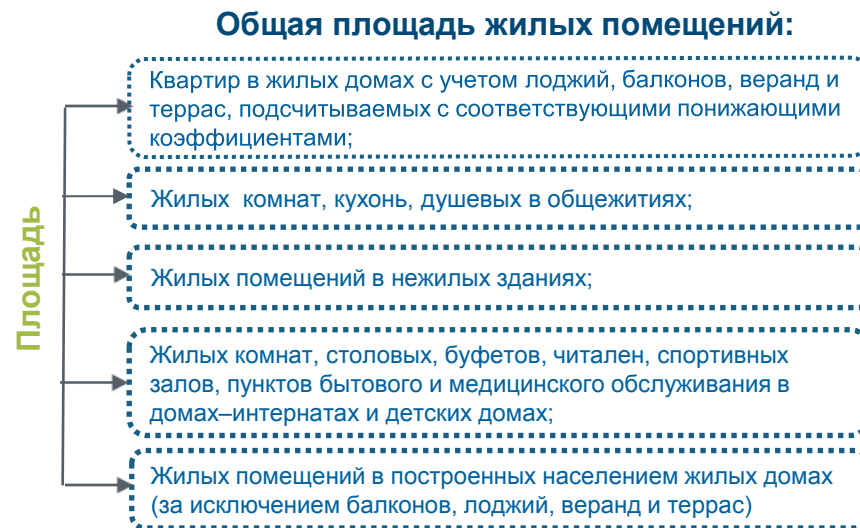 Общая площадь жилых помещений:
Площадь
Квартир в жилых домах с учетом лоджий, балконов, веранд и
террас, подсчитываемых с соответствующими понижающими
коэффициентами;
Жилых комнат, кухонь, душевых в общежитиях;
Жилых помещений в нежилых зданиях;
Жилых комнат, столовых, буфетов, читален, спортивных
залов, пунктов бытового и медицинского обслуживания в
домах–интернатах и детских домах;
Жилых помещений в построенных населением жилых домах
(за исключением балконов, лоджий, веранд и террас)